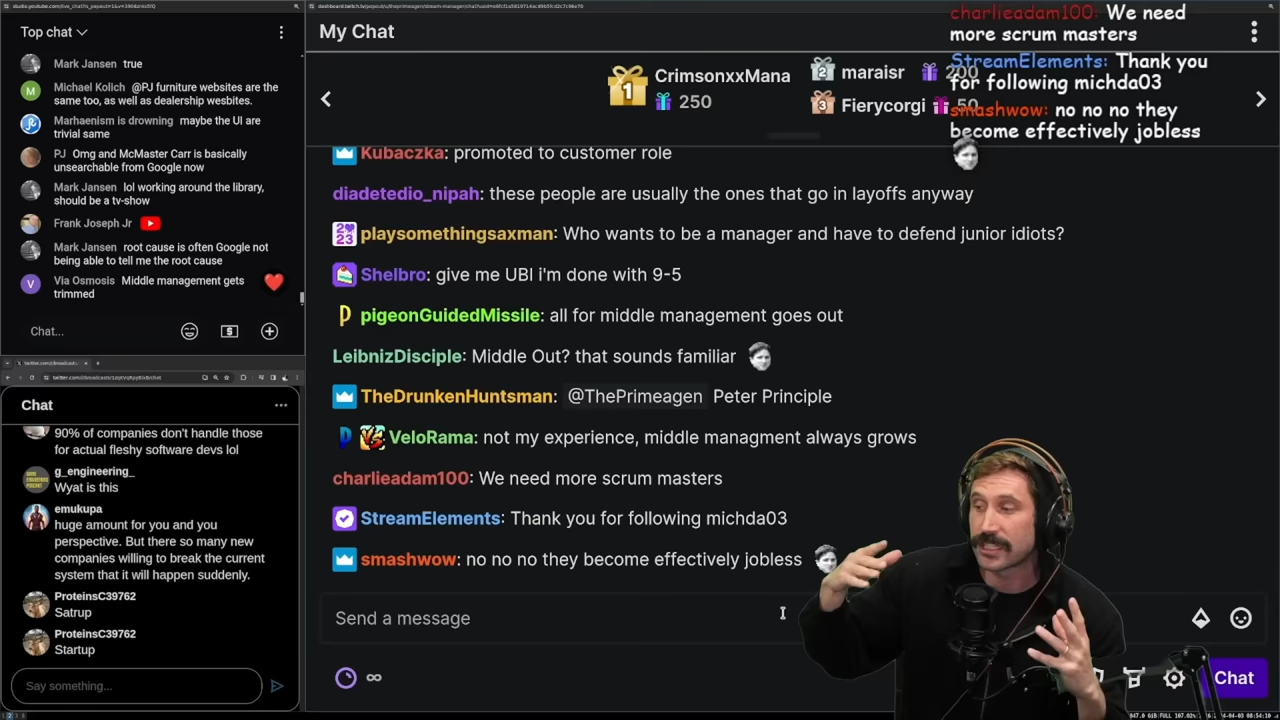 Top chat
Mark Jansen true
Michael Kolich @PJ furniture websites are
the same too, as well as dealership wesbites.
Marhaenism is drowning maybe the UI are
trivial same
PJ Omg and McMaster Carr is basically
unsearchable from Google now
Mark Jansen lol working around the library,
should be a tv-show
Frank Joseph Jr
Mark Jansen root cause is often Google not
being able to tell me the root cause
Via Osmosis Middle management gets
trimmed
Chat...
Chat
90% of companies don't handle those
for actual fleshy software devs lol
g_engineering_
Wyat is this
emukupa
huge amount for you and you
perspective. But there so many new
companies willing to break the current
system that it will happen suddenly.
ProteinsC39762
Satrup
ProteinsC39762
Startup
Say something...
My Chat
1 CrimsonxxMana
250
2 maraisr 200
3 Fierycorgi 50
Kubaczka: promoted to customer role
diadetedio_nipah: these people are usually the ones that go in layoffs anyway
playsomethingsaxman: Who wants to be a manager and have to defend junior idiots?
Shelbro: give me UBI i'm done with 9-5
pigeonGuidedMissile: all for middle management goes out
LeibnizDisciple: Middle Out? that sounds familiar
TheDrunkenHuntsman: @ThePrimeagen Peter Principle
VeloRama: not my experience, middle managment always grows
charlieadam100: We need more scrum masters
StreamElements: Thank you for following michda03
smashwow: no no no they become effectively jobless
Send a message
Chat
charlieadam100: We need
more scrum masters
StreamElements: Thank you
for following michda03
smashwow: no no no they
become effectively jobless